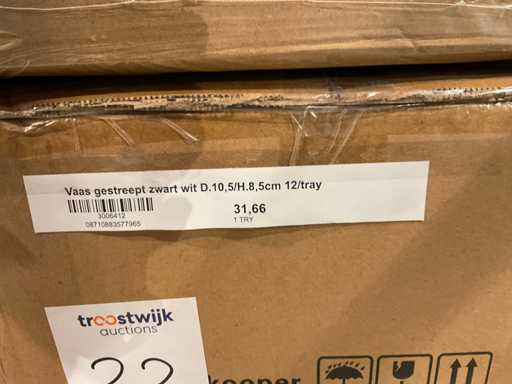 Vaas gestreept zwart wit D.10,5/H.8,5cm 12/tray
3006412
31,66
08710883577965
1 TRY
troostwijk
auctions
22
kooper